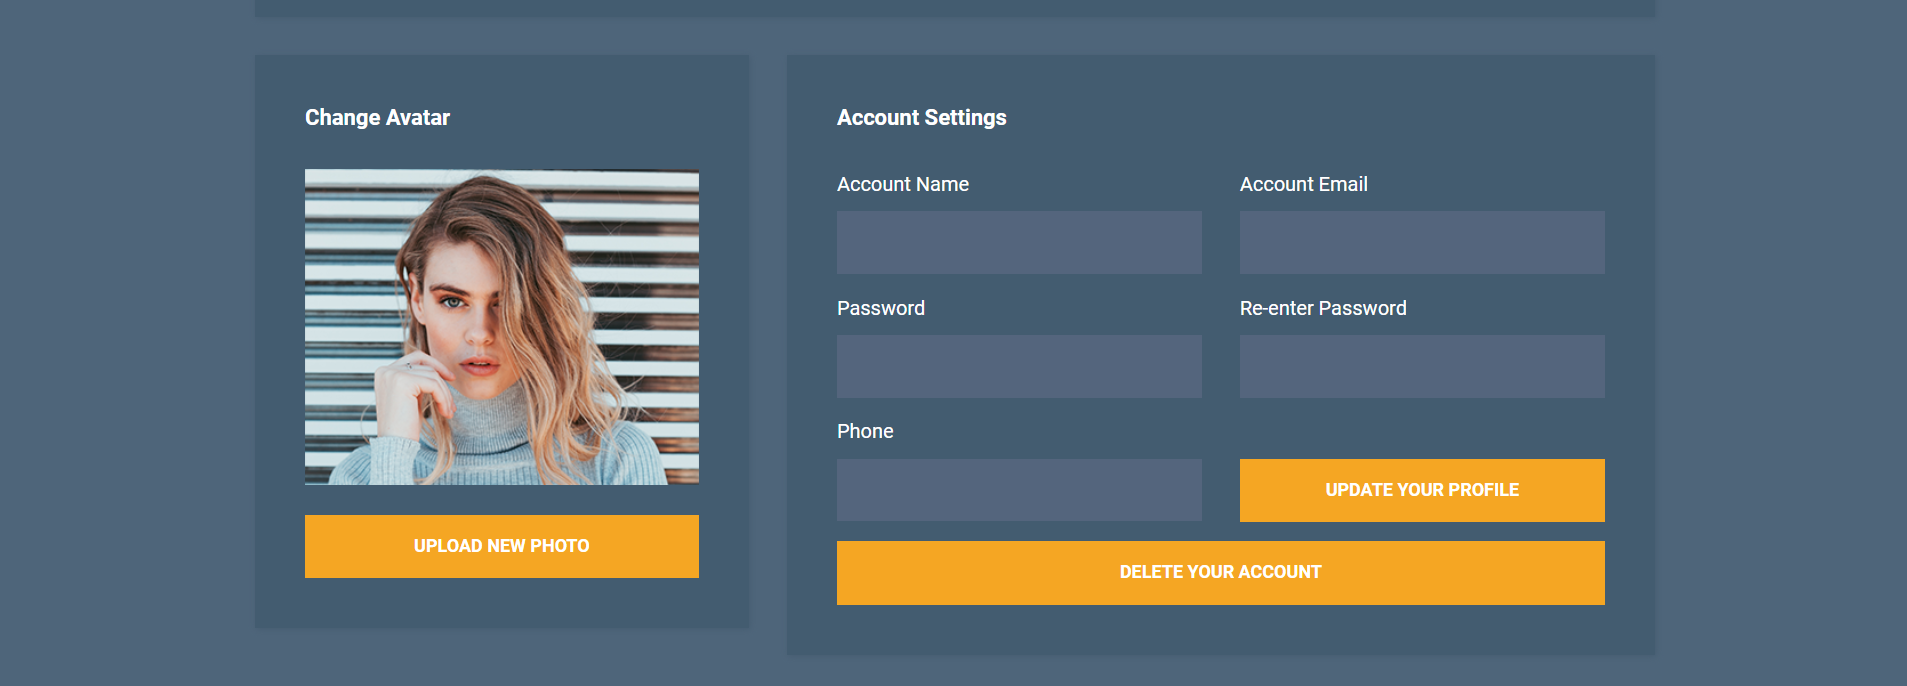 Change Avatar
UPLOAD NEW PHOTO
Account Settings
Account Name
Account Email
Password
Re-enter Password
Phone
UPDATE YOUR PROFILE
DELETE YOUR ACCOUNT